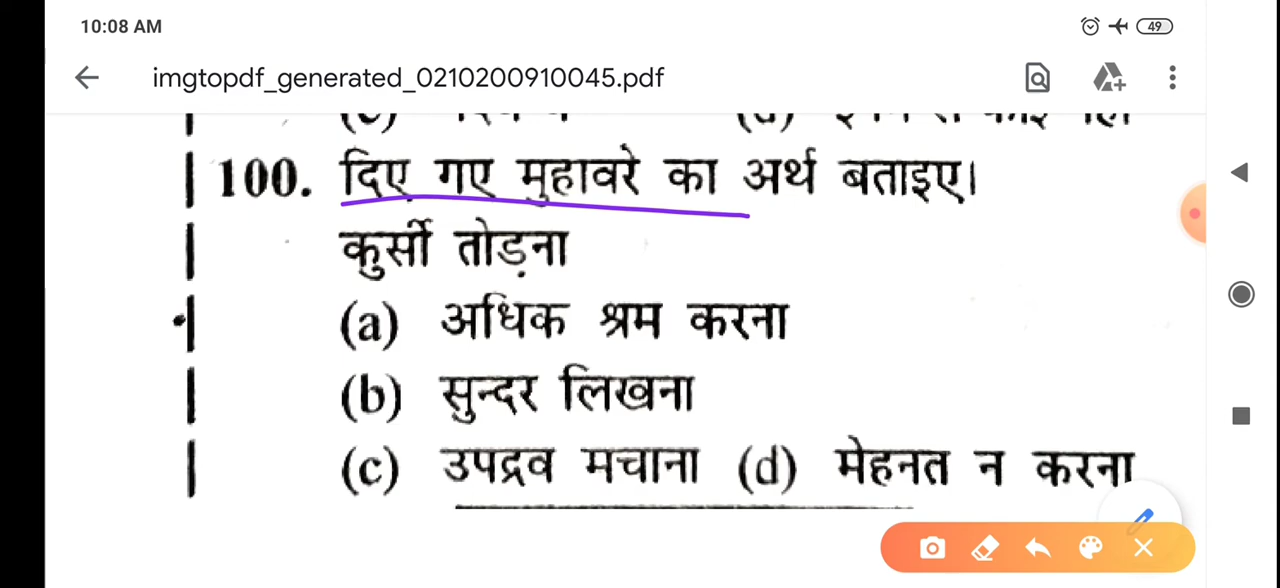 10:08 AM 49
imgtopdf_generated_0210200910045.pdf
100. दिए गए मुहावरे का अर्थ बताइए।
कुर्सी तोड़ना
(a) अधिक श्रम करना
(b) सुन्दर लिखना
(c) उपद्रव मचाना (d) मेहनत न करना